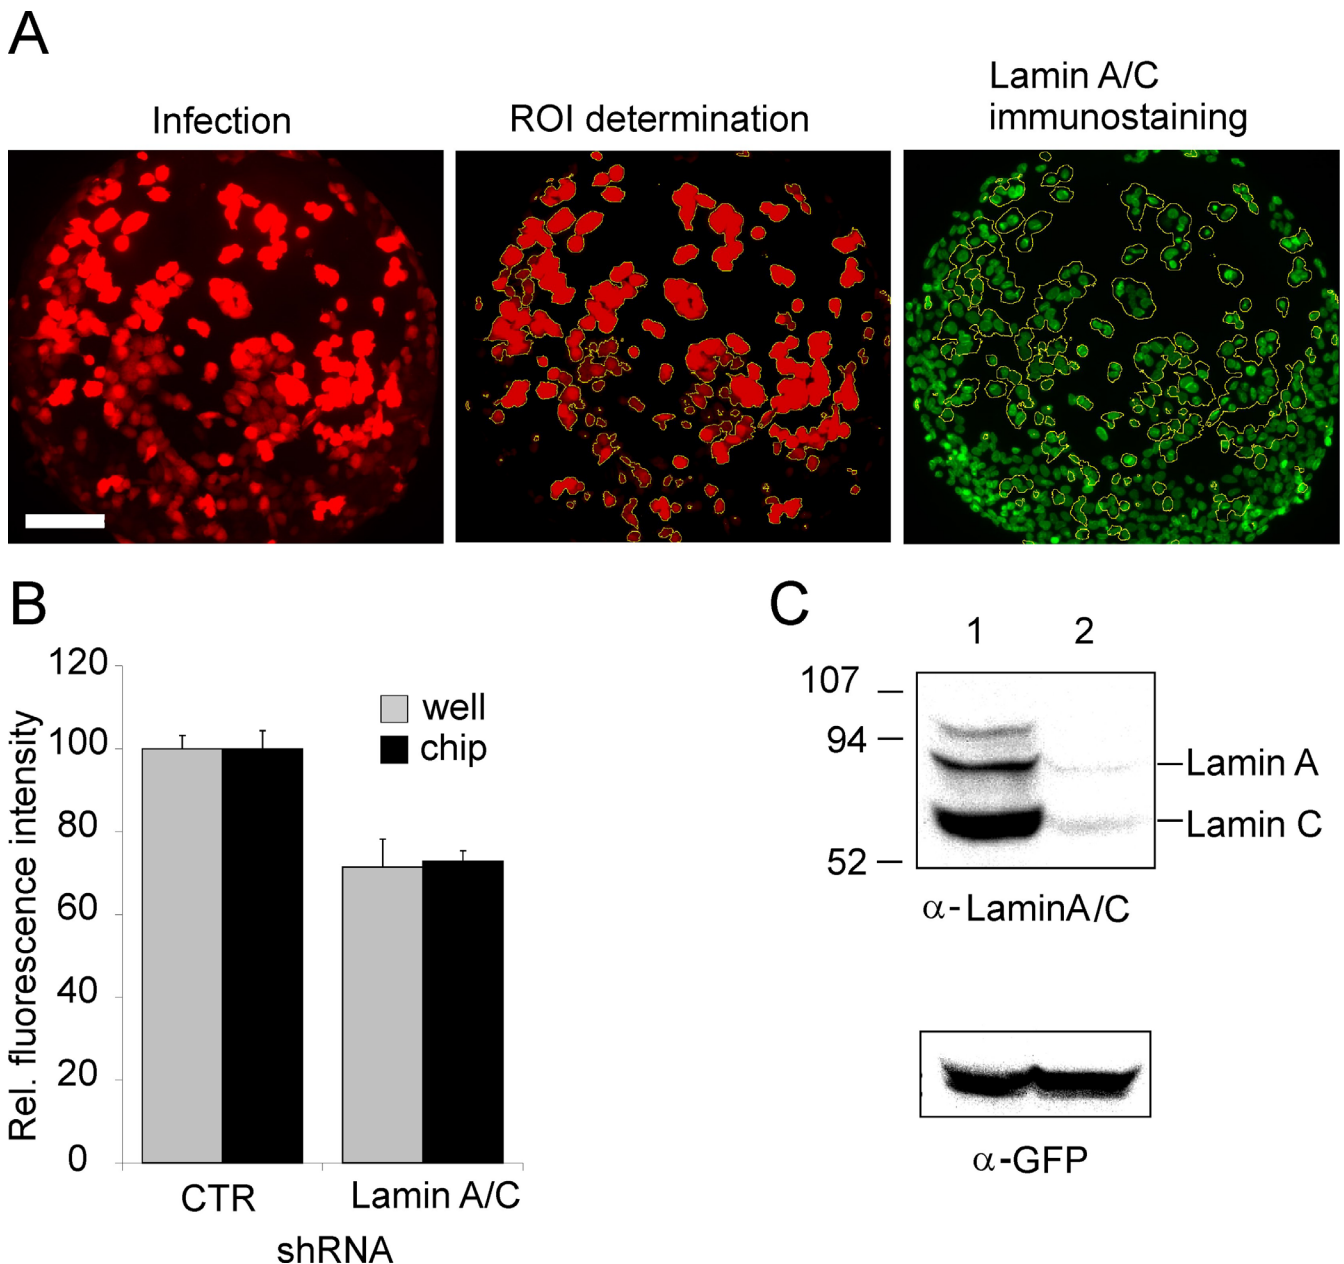 A
Infection
ROI determination
Lamin A/C
immunostaining
B
120
100
80
60
40
20
0
Rel. fluorescence intensity
well
chip
CTR
Lamin A/C
shRNA
C
1 2
107
94
52
Lamin A
Lamin C
α-LaminA/C
α-GFP